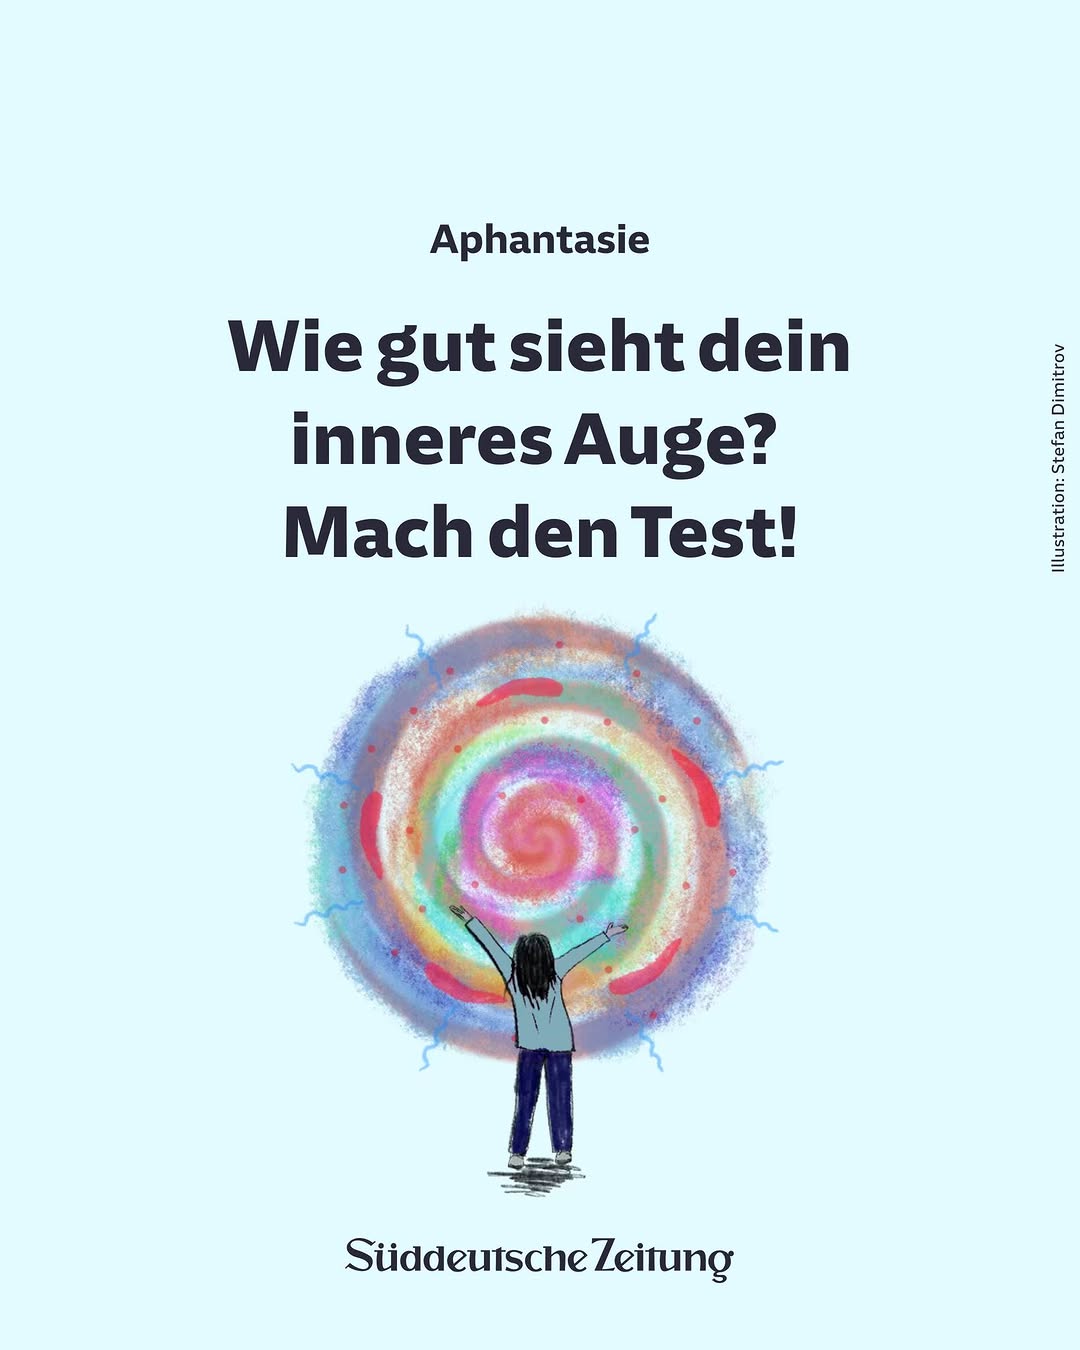 Aphantasie
Wie gut sieht dein
inneres Auge?
Mach den Test!
Illustration: Stefan Dimitrov
Süddeutsche Zeitung